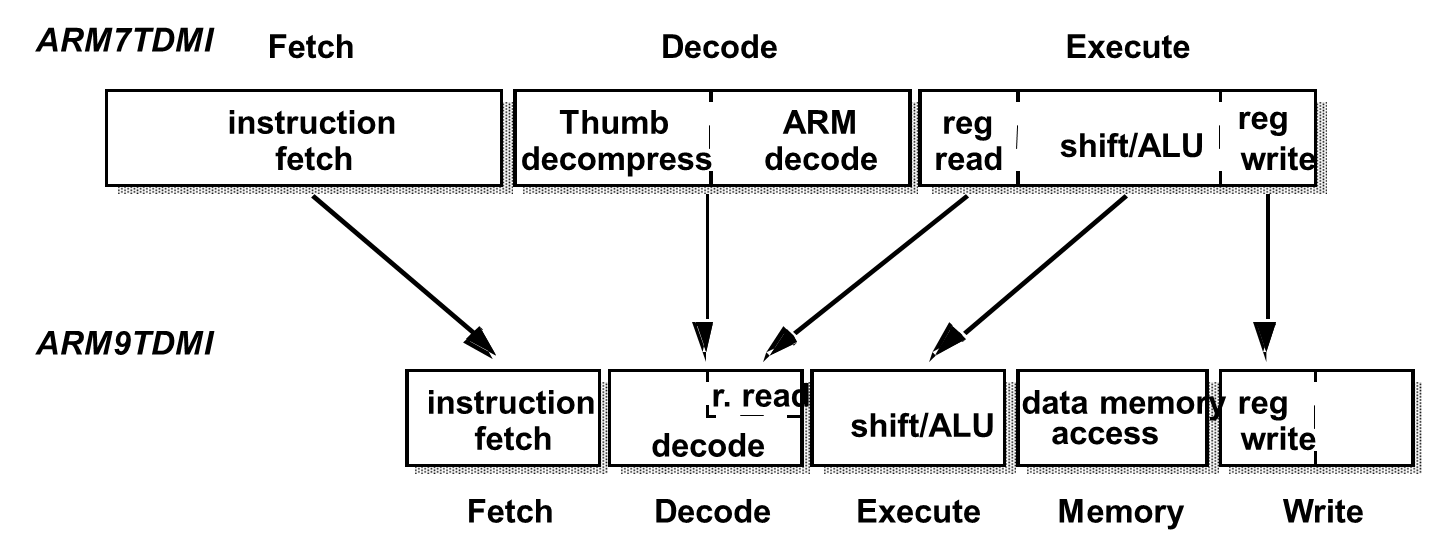 ARM7TDMI
Fetch
Decode
Execute
instruction
fetch
Thumb
decompress
ARM
decode
reg
read
shift/ALU
reg
write
ARM9TDMI
instruction
fetch
r. read
decode
shift/ALU
data memory
access
reg
write
Fetch
Decode
Execute
Memory
Write